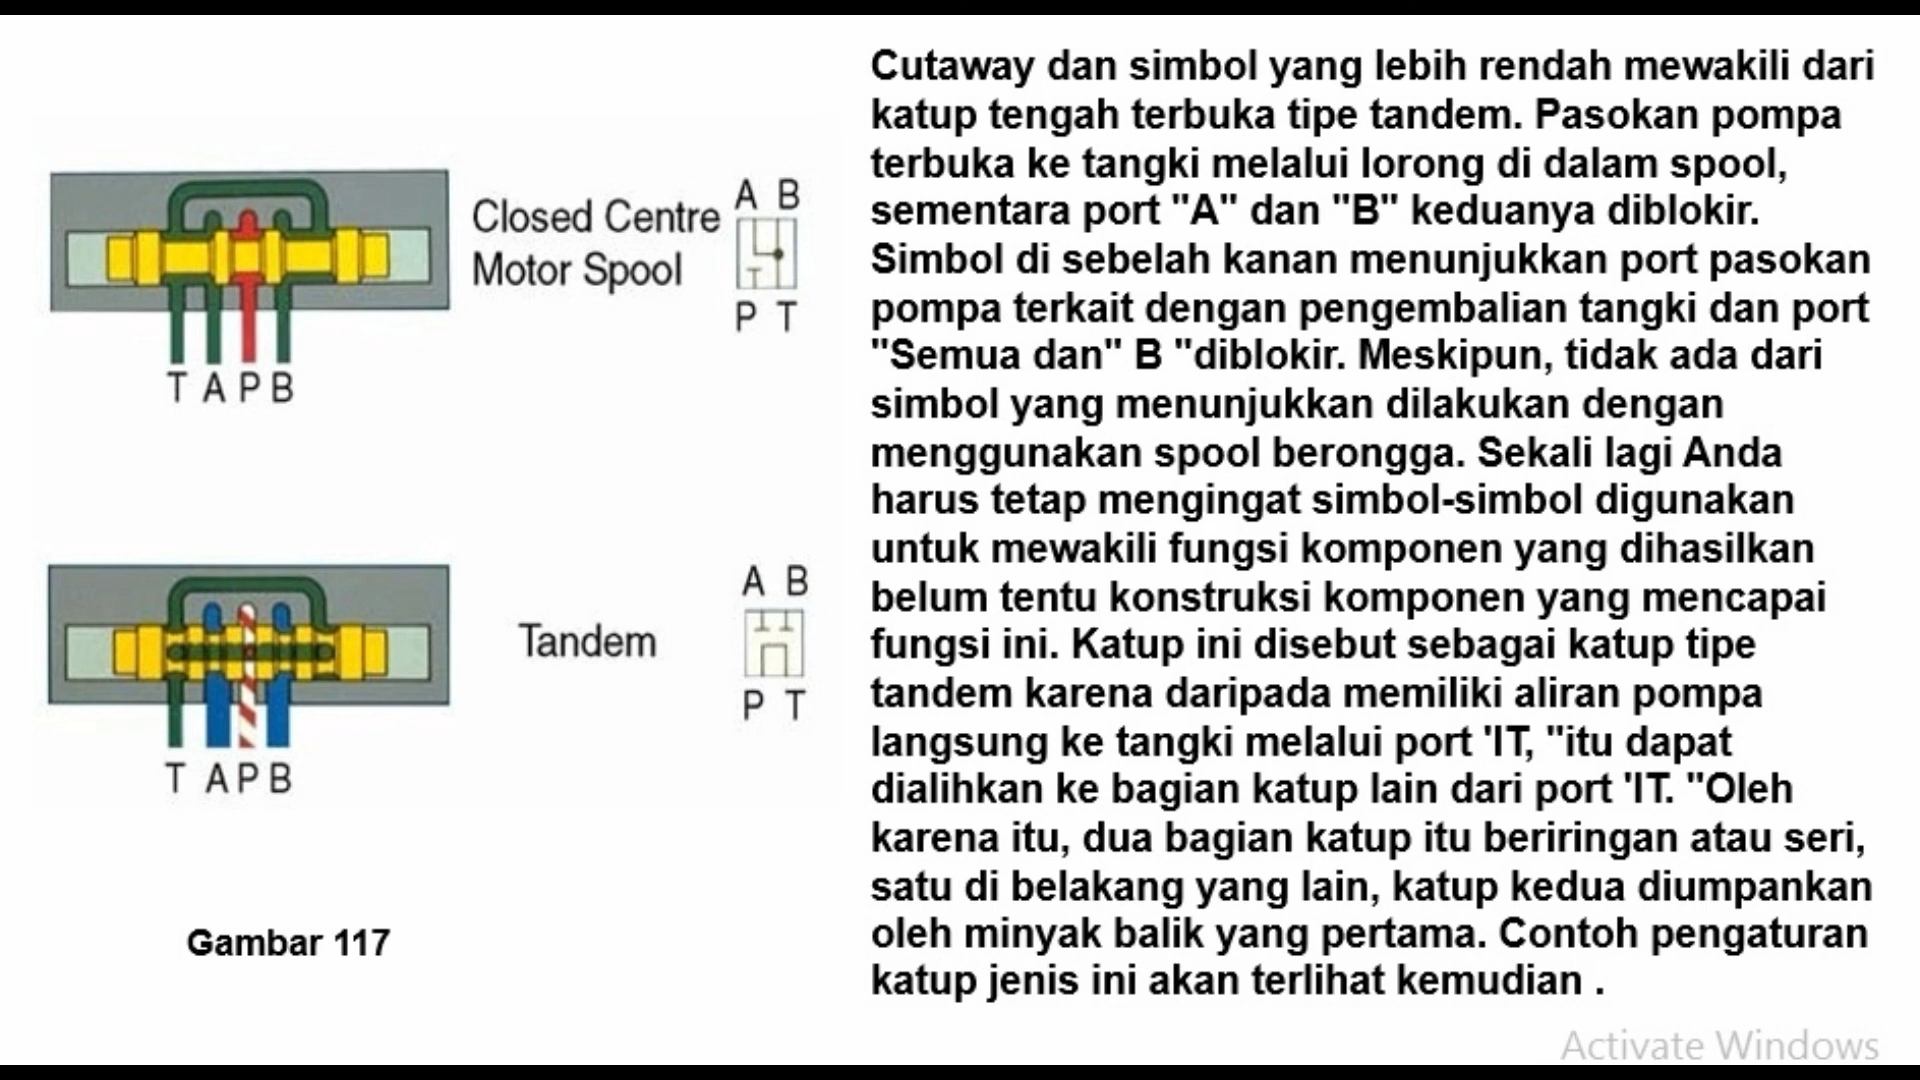 Closed Centre
Motor Spool
A B
P T
T A P B
Tandem
A B
P T
T A P B
Gambar 117
Cutaway dan simbol yang lebih rendah mewakili dari
katup tengah terbuka tipe tandem. Pasokan pompa
terbuka ke tangki melalui lorong di dalam spool,
sementara port "A" dan "B" keduanya diblokir.
Simbol di sebelah kanan menunjukkan port pasokan
pompa terkait dengan pengembalian tangki dan port
"Semua dan" B "diblokir. Meskipun, tidak ada dari
simbol yang menunjukkan dilakukan dengan
menggunakan spool berongga. Sekali lagi Anda
harus tetap mengingat simbol-simbol digunakan
untuk mewakili fungsi komponen yang dihasilkan
belum tentu konstruksi komponen yang mencapai
fungsi ini. Katup ini disebut sebagai katup tipe
tandem karena daripada memiliki aliran pompa
langsung ke tangki melalui port 'IT, "itu dapat
dialihkan ke bagian katup lain dari port 'IT. "Oleh
karena itu, dua bagian katup itu beriringan atau seri,
satu di belakang yang lain, katup kedua diumpankan
oleh minyak balik yang pertama. Contoh pengaturan
katup jenis ini akan terlihat kemudian .
Activate Windows